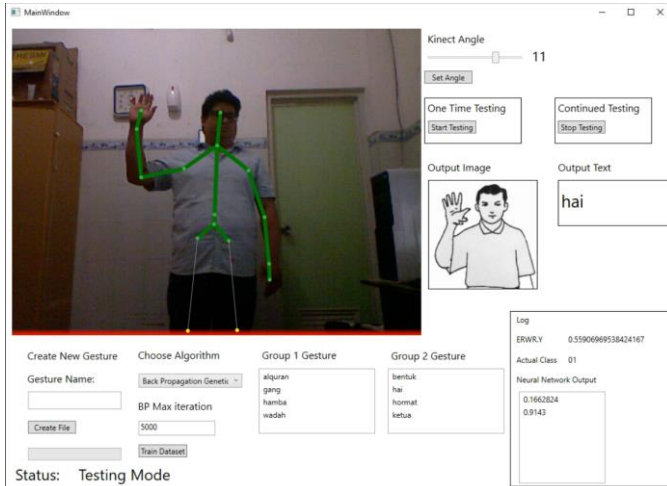 MainWindow
Kinect Angle
11
Set Angle
One Time Testing
Start Testing
Continued Testing
Stop Testing
Output Image
Output Text
hai
Create New Gesture
Gesture Name:
Create File
Choose Algorithm
Back Propagation Genetic
BP Max iteration
5000
Train Dataset
Group 1 Gesture
alquran
gang
hamba
wadah
Group 2 Gesture
bentuk
hai
hormat
ketua
Log
ERWR.Y 0.55906969538424167
Actual Class 01
Neural Network Output
0.1662824
0.9143
Status: Testing Mode